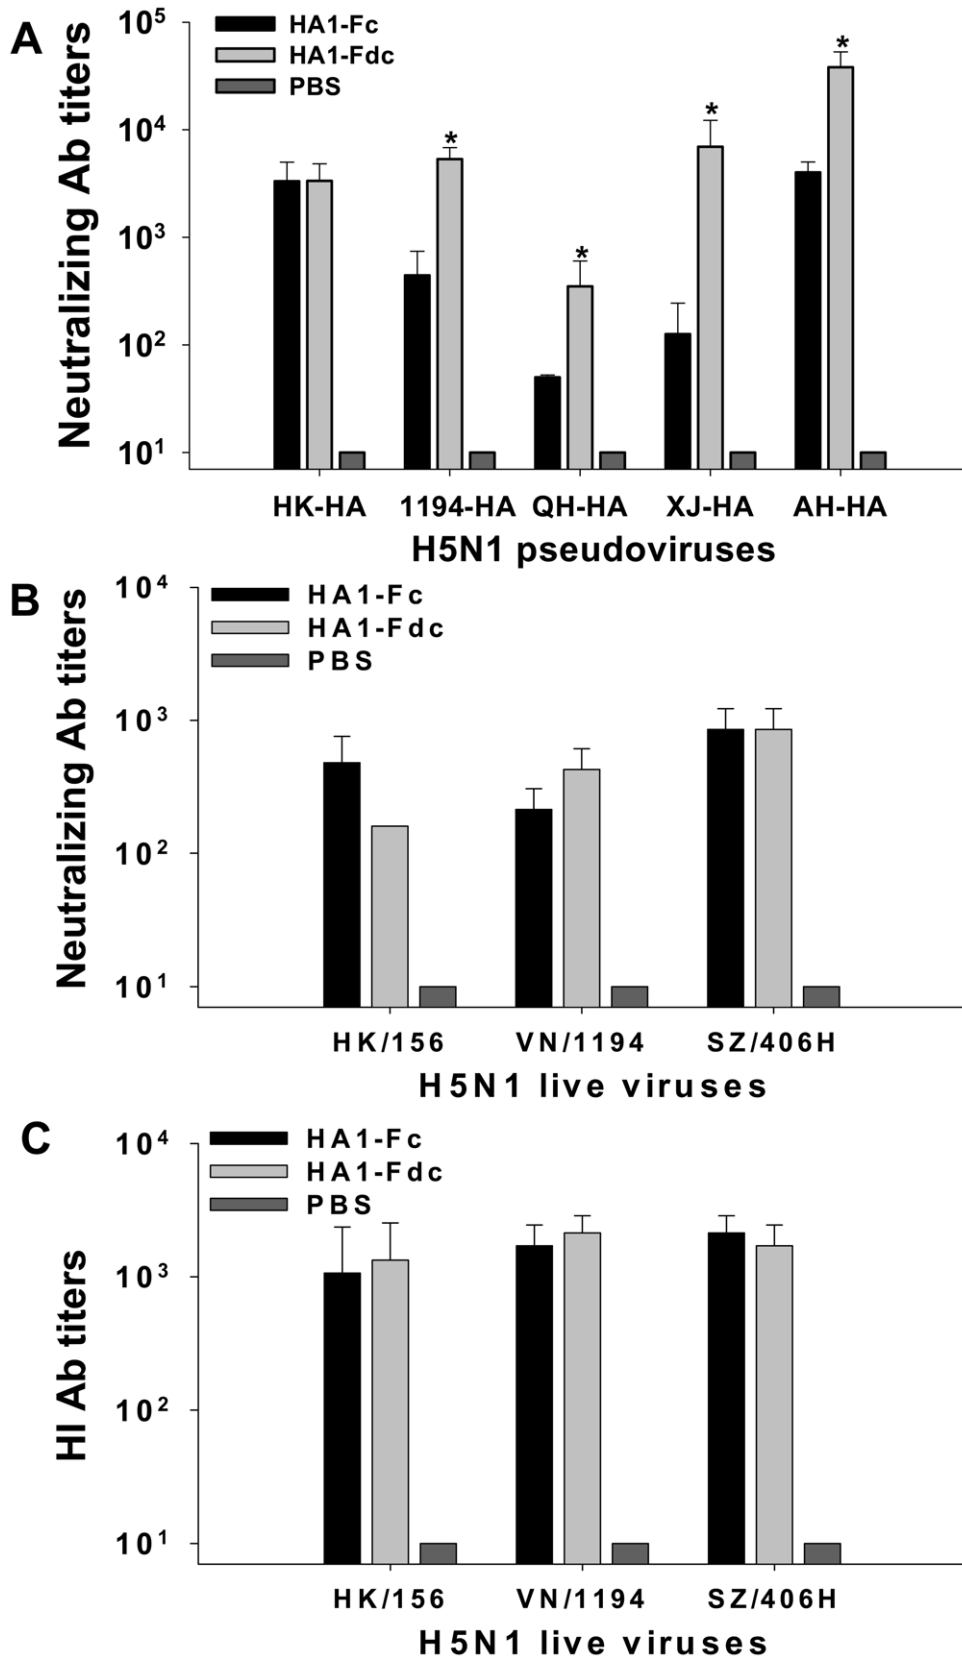 A
HA1-Fc
HA1-Fdc
PBS
Neutralizing Ab titers
10^5
10^4
10^3
10^2
10^1
* * * *
HK-HA 1194-HA QH-HA XJ-HA AH-HA
H5N1 pseudoviruses
B
HA1-Fc
HA1-Fdc
PBS
Neutralizing Ab titers
10^4
10^3
10^2
10^1
HK/156 VN/1194 SZ/406H
H5N1 live viruses
C
HA1-Fc
HA1-Fdc
PBS
HI Ab titers
10^4
10^3
10^2
10^1
HK/156 VN/1194 SZ/406H
H5N1 live viruses